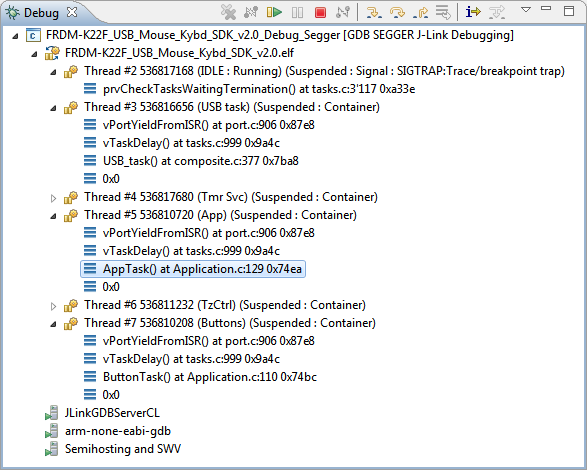 Debug
FRDM-K22F_USB_Mouse_Kybd_SDK_v2.0_Debug_Segger [GDB SEGGER J-Link Debugging]
FRDM-K22F_USB_Mouse_Kybd_SDK_v2.0.elf
Thread #2 536817168 (IDLE : Running) (Suspended : Signal : SIGTRAP:Trace/breakpoint trap)
prvCheckTasksWaitingTermination() at tasks.c:3'117 0xa33e
Thread #3 536816656 (USB task) (Suspended : Container)
vPortYieldFromISR() at port.c:906 0x87e8
vTaskDelay() at tasks.c:999 0x9a4c
USB_task() at composite.c:377 0x7ba8
0x0
Thread #4 536817680 (Tmr Svc) (Suspended : Container)
Thread #5 536810720 (App) (Suspended : Container)
vPortYieldFromISR() at port.c:906 0x87e8
vTaskDelay() at tasks.c:999 0x9a4c
AppTask() at Application.c:129 0x74ea
0x0
Thread #6 536811232 (TzCtrl) (Suspended : Container)
Thread #7 536810208 (Buttons) (Suspended : Container)
vPortYieldFromISR() at port.c:906 0x87e8
vTaskDelay() at tasks.c:999 0x9a4c
ButtonTask() at Application.c:110 0x74bc
0x0
JLinkGDBServerCL
arm-none-eabi-gdb
Semihosting and SWV